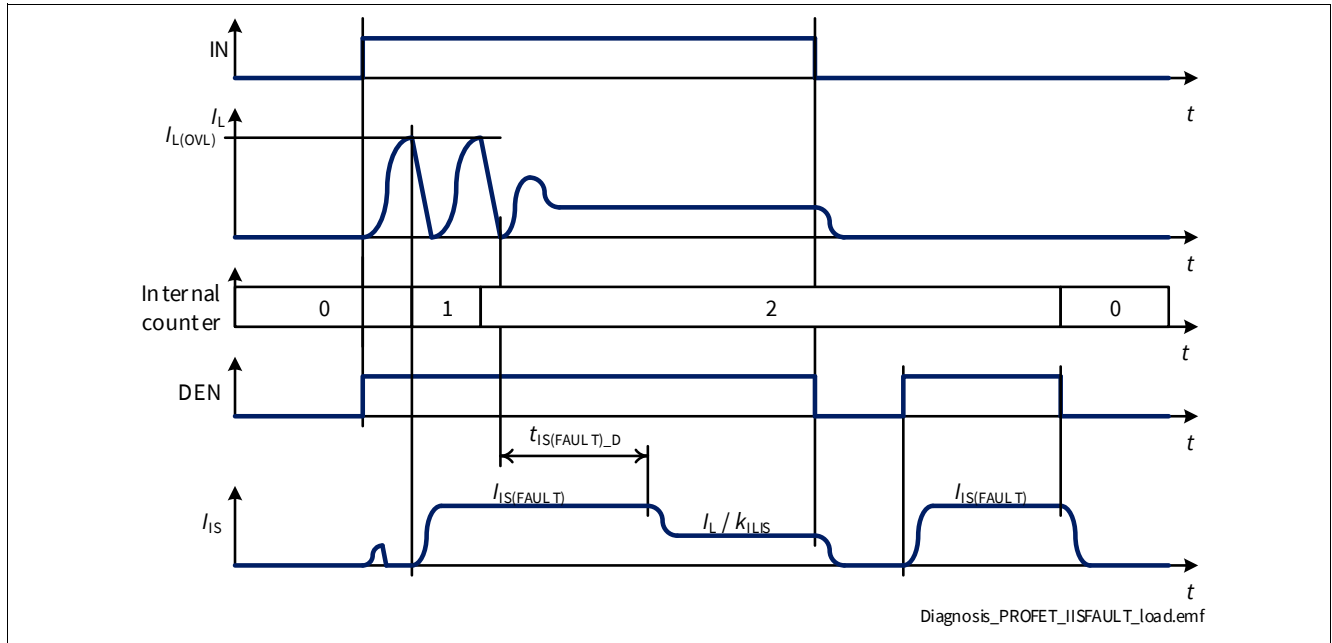 IN
t
I_L
I_L(OVL)
t
Internal
counter
0 1 2 0
t
DEN
t
t_IS(FAULT)_D
I_IS(FAULT) I_IS(FAULT)
I_IS
I_L / k_ILIS
t
Diagnosis_PROFET_IISFAULT_load.emf